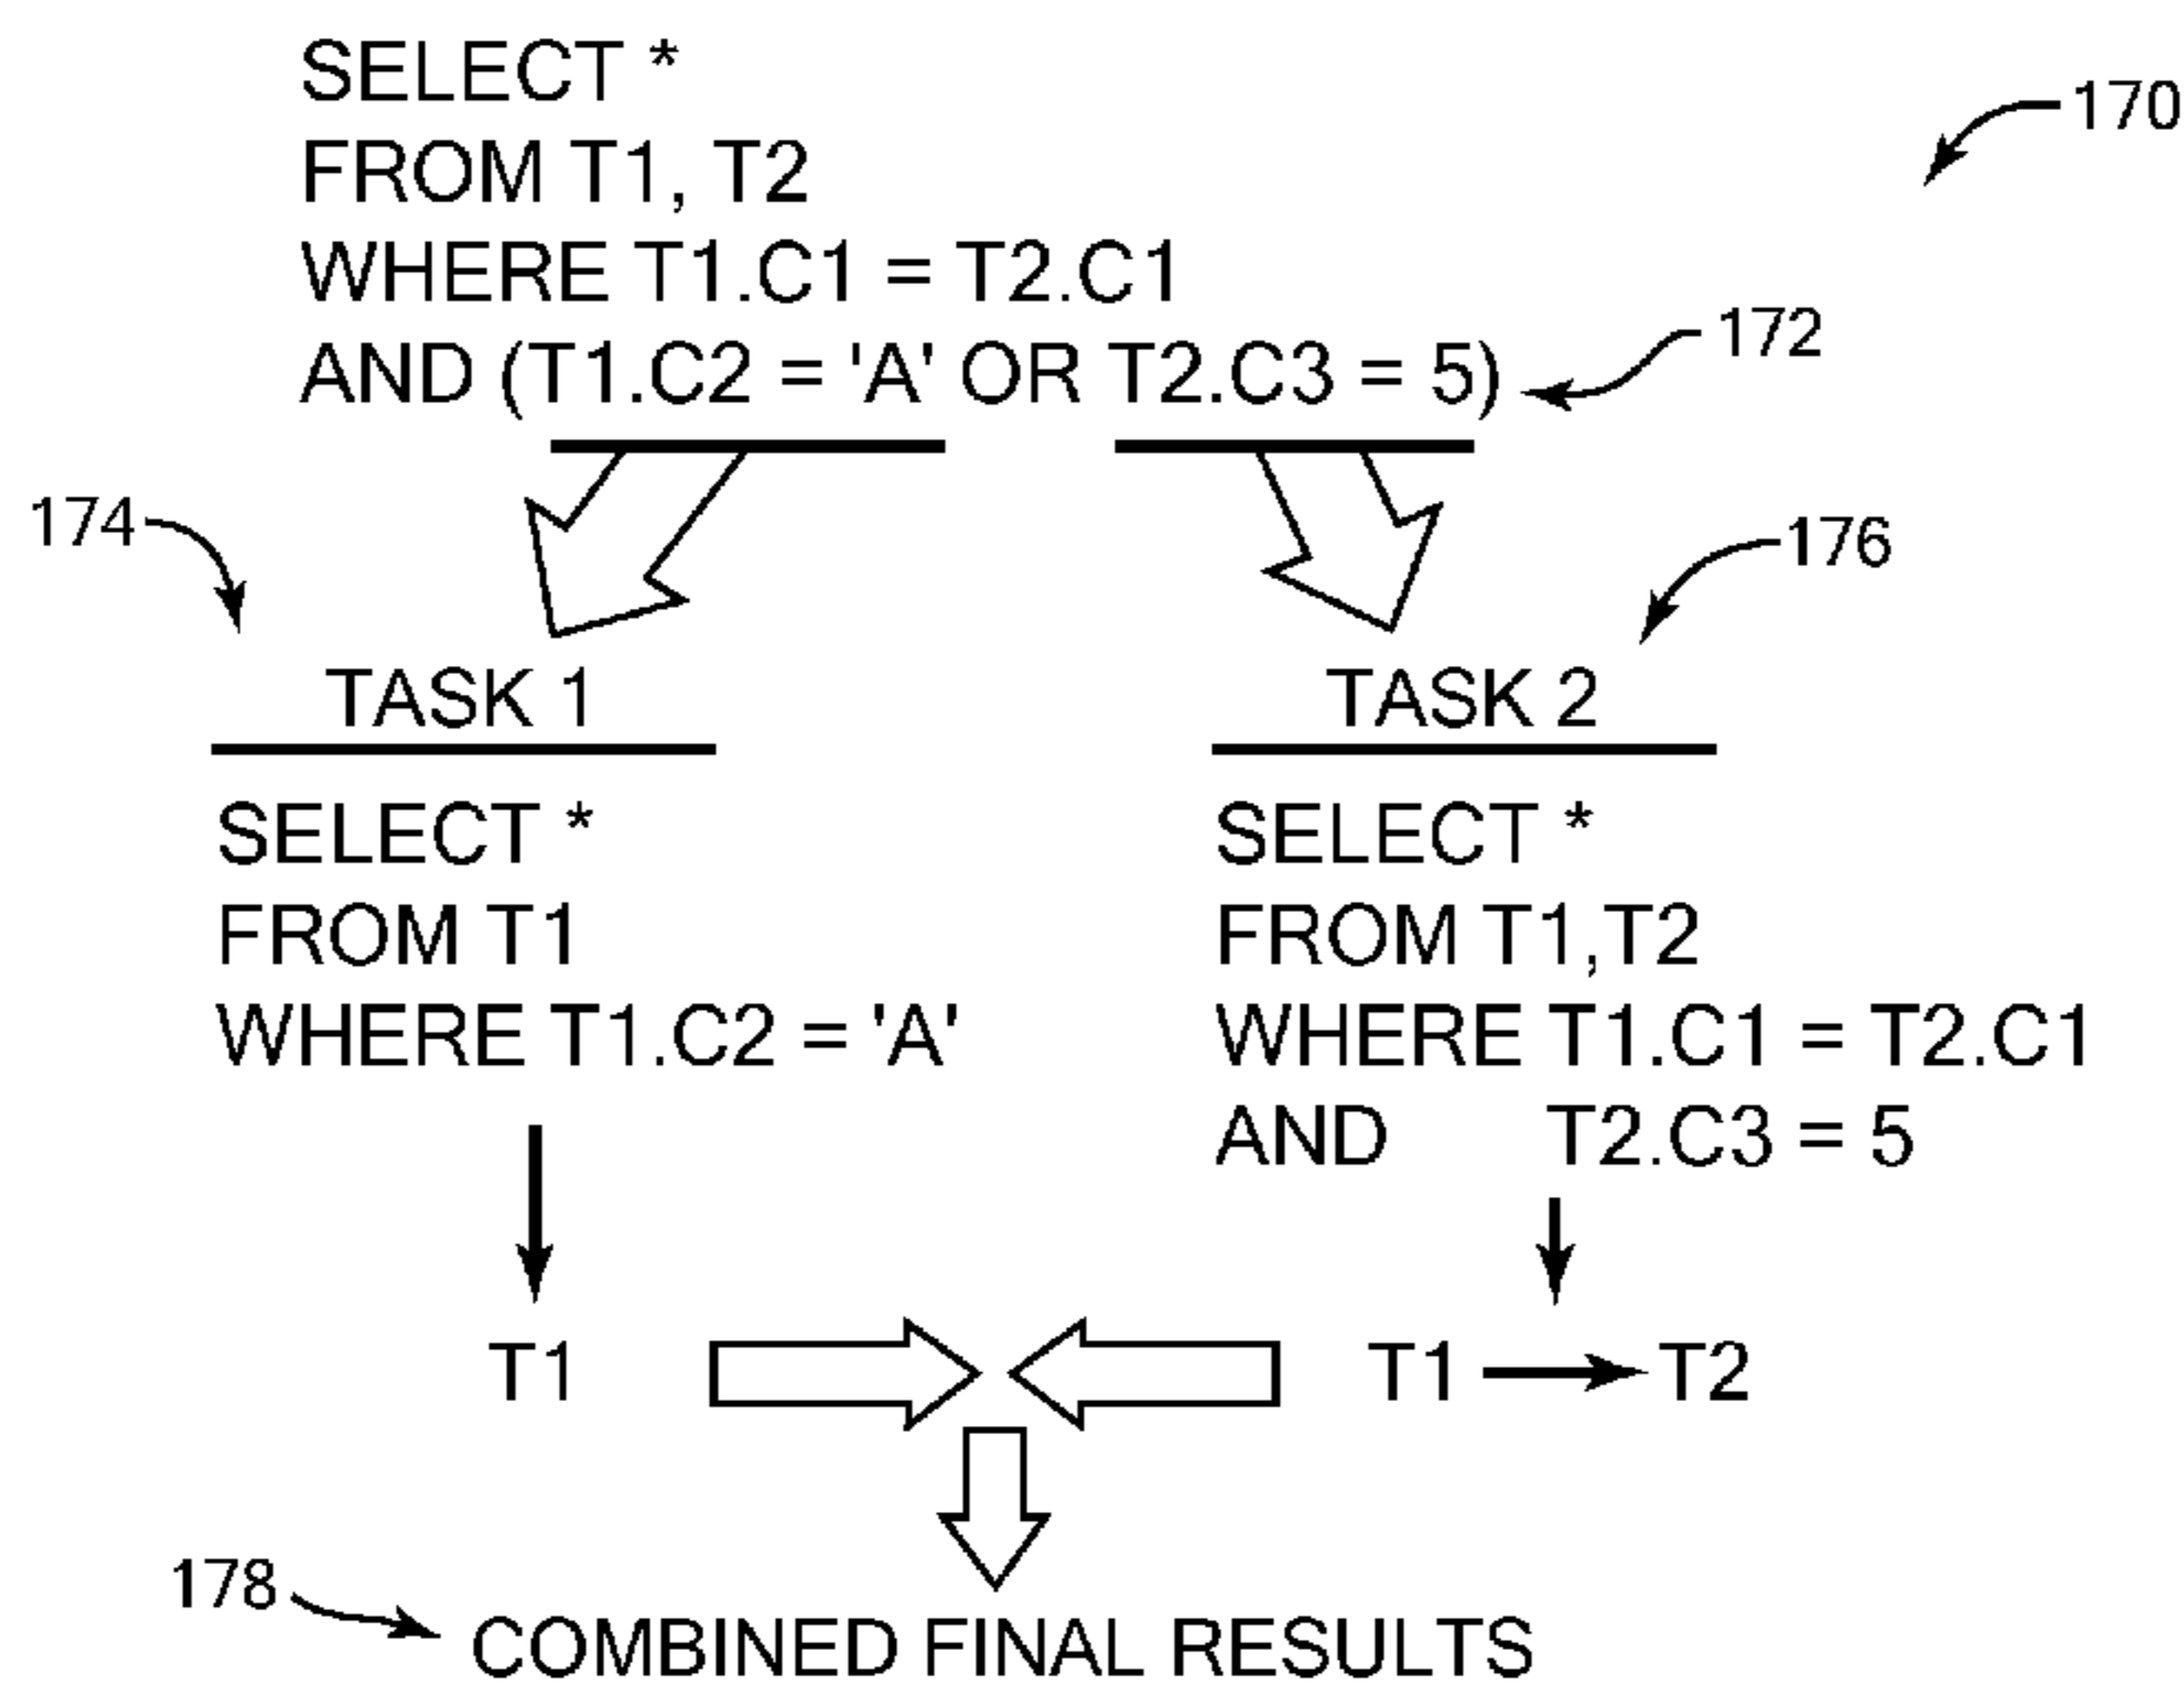 SELECT *
170
FROM T1, T2
WHERE T1.C1 = T2.C1
172
AND (T1.C2 = 'A' OR T2.C3 = 5)
174
176
TASK 1
SELECT *
FROM T1
WHERE T1.C2 = 'A'
TASK 2
SELECT *
FROM T1,T2
WHERE T1.C1 = T2.C1
AND T2.C3 = 5
T1
T1 T2
178
COMBINED FINAL RESULTS